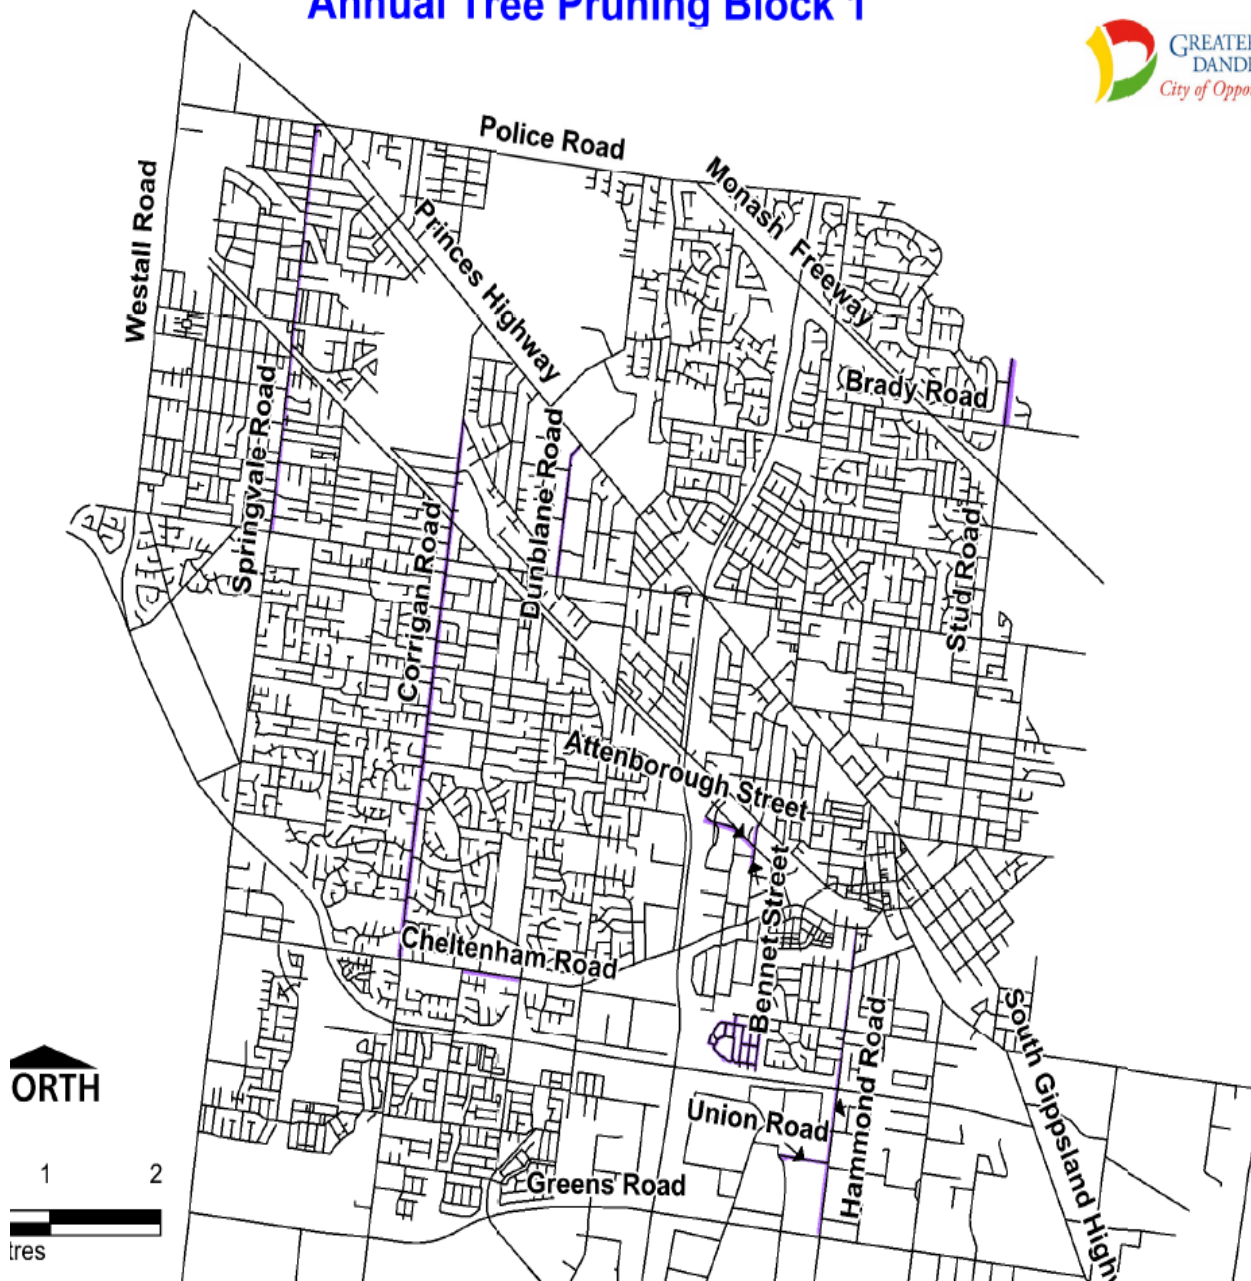 Annual Tree Pruning Block 1
GREATE
DANDE
City of Oppo
Police Road
Monash Freeway
Westall Road
Princes Highway
Brady Road
Springvale Road
Dunblane Road
Corrigan Road
Stud Road
Attenborough Street
Bennet Street
Cheltenham Road
Hammond Road
South Gippsland High
ORTH
Union Road
Greens Road
1 2
tres